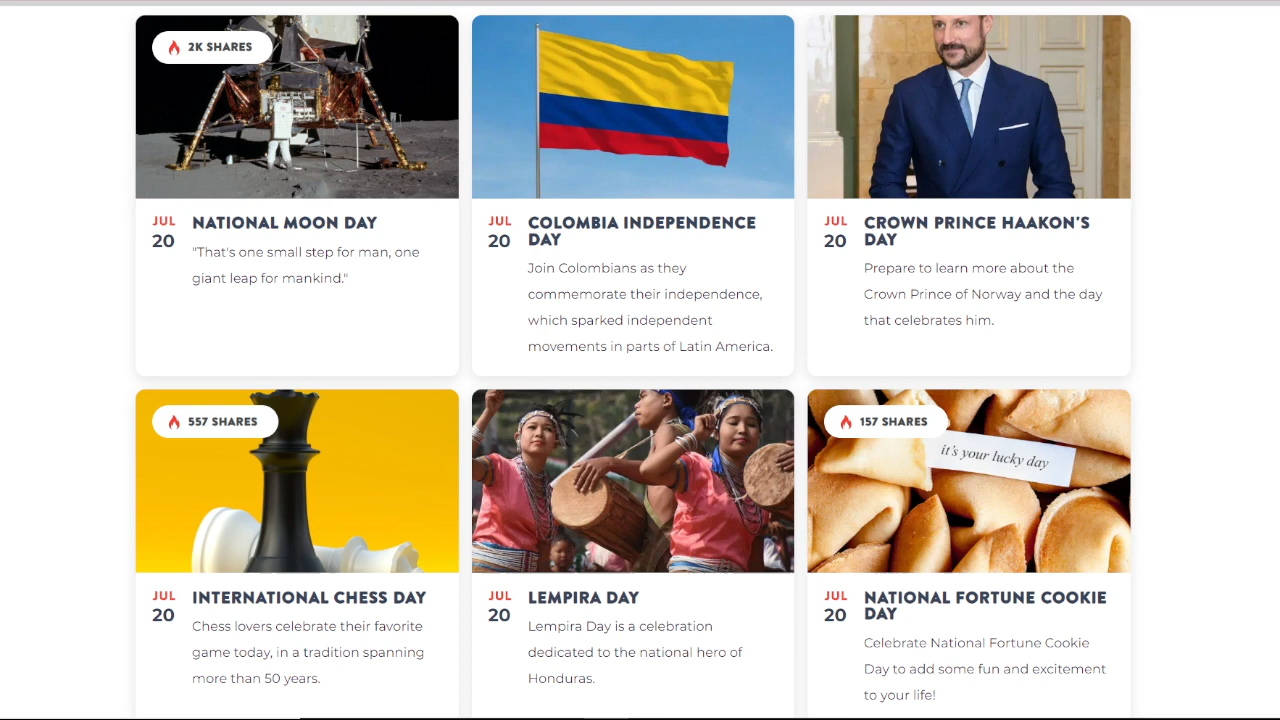 2K SHARES
JUL
20
NATIONAL MOON DAY
"That's one small step for man, one
giant leap for mankind."
JUL
20
COLOMBIA INDEPENDENCE
DAY
Join Colombians as they
commemorate their independence,
which sparked independent
movements in parts of Latin America.
JUL
20
CROWN PRINCE HAAKON'S
DAY
Prepare to learn more about the
Crown Prince of Norway and the day
that celebrates him.
557 SHARES
JUL
20
INTERNATIONAL CHESS DAY
Chess lovers celebrate their favorite
game today, in a tradition spanning
more than 50 years.
JUL
20
LEMPIRA DAY
Lempira Day is a celebration
dedicated to the national hero of
Honduras.
157 SHARES
it's your lucky day
JUL
20
NATIONAL FORTUNE COOKIE
DAY
Celebrate National Fortune Cookie
Day to add some fun and excitement
to your life!